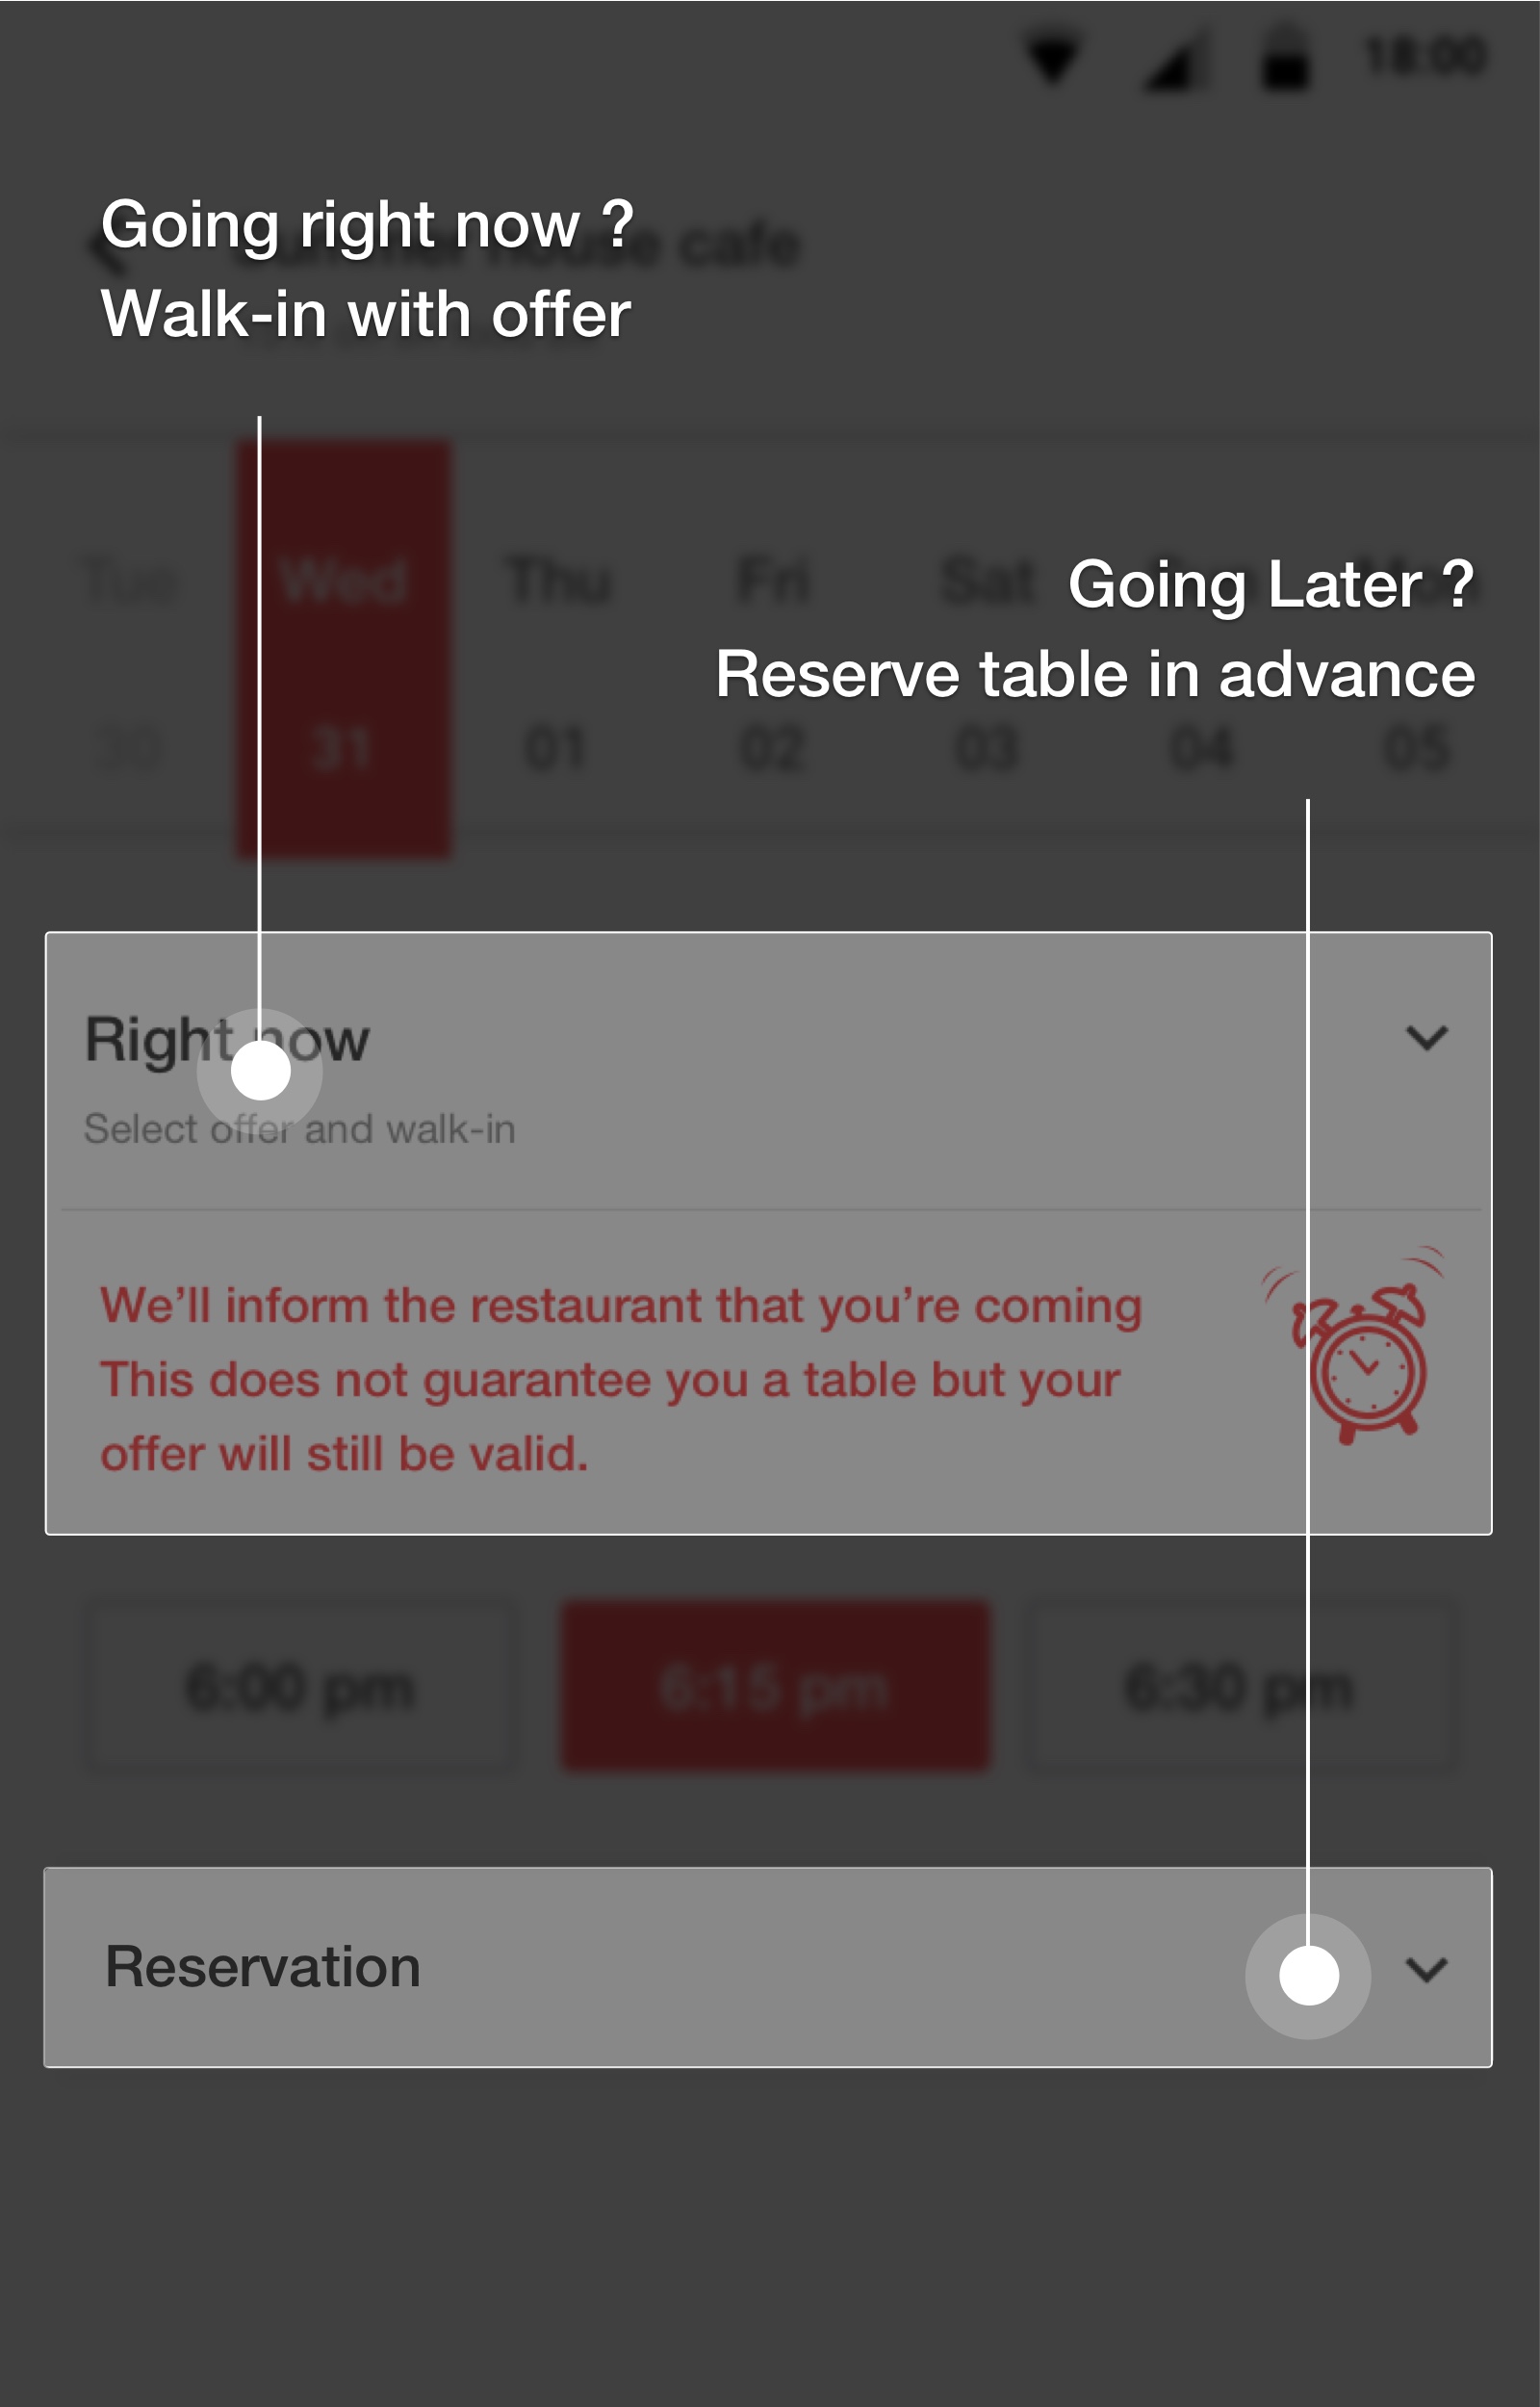 18:00
Going right now ?
house cafe
Walk-in with offer
Tue Wed Thu Fri Sat
Going Later ?
Reserve table in advance
30 31 01 02 03 04 05
Right now
Select offer and walk-in
We’ll inform the restaurant that you’re coming
This does not guarantee you a table but your
offer will still be valid.
6:00 pm 6:15 pm 6:30 pm
Reservation